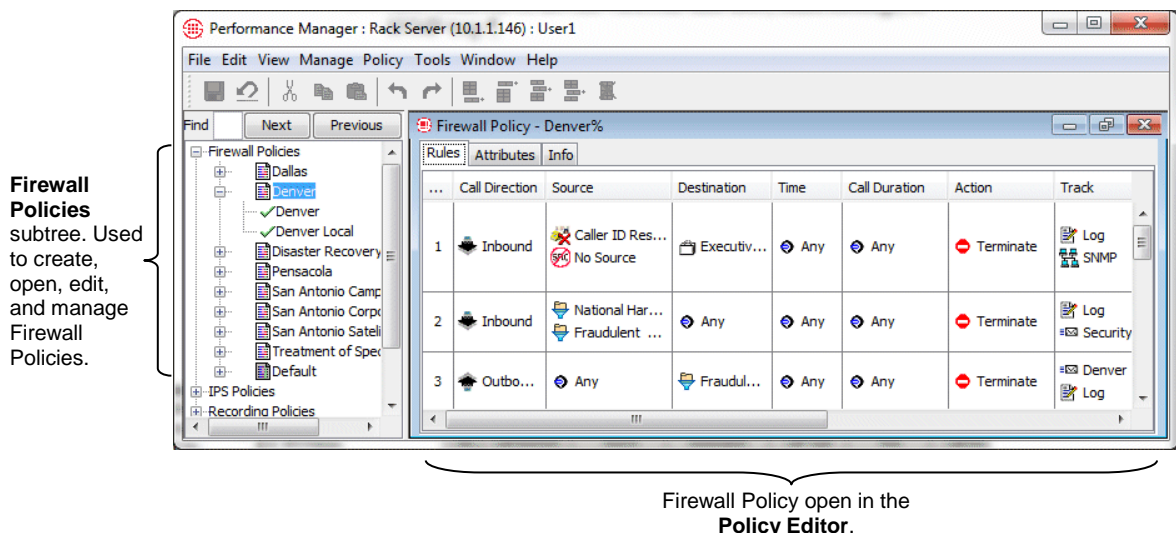 Performance Manager : Rack Server (10.1.1.146) : User1
File Edit View Manage Policy Tools Window Help
Find Next Previous
Firewall Policies
Dallas
Denver
Denver
Denver Local
Disaster Recovery
Pensacola
San Antonio Camp
San Antonio Corpo
San Antonio Sateli
Treatment of Spec
Default
IPS Policies
Recording Policies
Firewall Policy - Denver%
Rules Attributes Info
... Call Direction Source Destination Time Call Duration Action Track
1 Inbound Caller ID Res... No Source Executiv... Any Any Terminate Log SNMP
2 Inbound National Har... Fraudulent ... Any Any Any Terminate Log Security
3 Outbo... Any Fraudul... Any Any Terminate Denver Log
Firewall
Policies
subtree. Used
to create,
open, edit,
and manage
Firewall
Policies.
Firewall Policy open in the
Policy Editor.